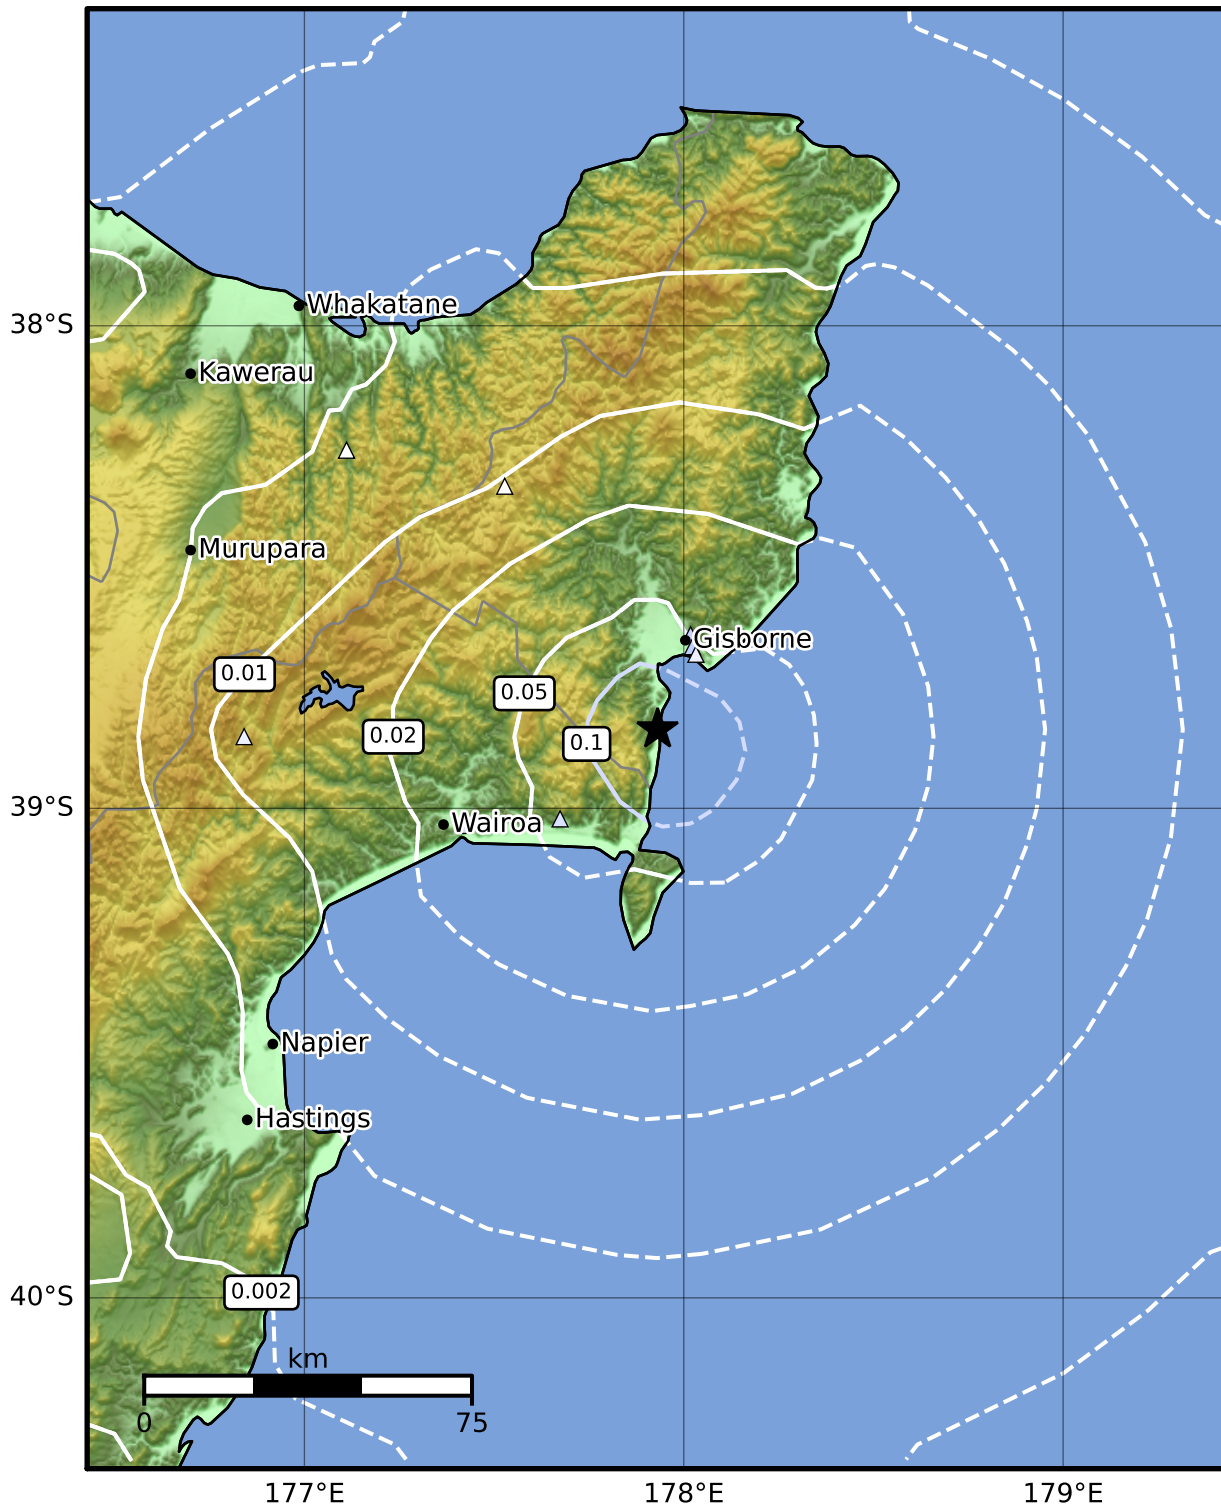 Whakatane
38°S
Kawerau
Murupara
Gisborne
0.01
0.05
0.02
0.1
39°S
Wairoa
Napier
Hastings
0.002
40°S
km
0
75
177°E
178°E
179°E